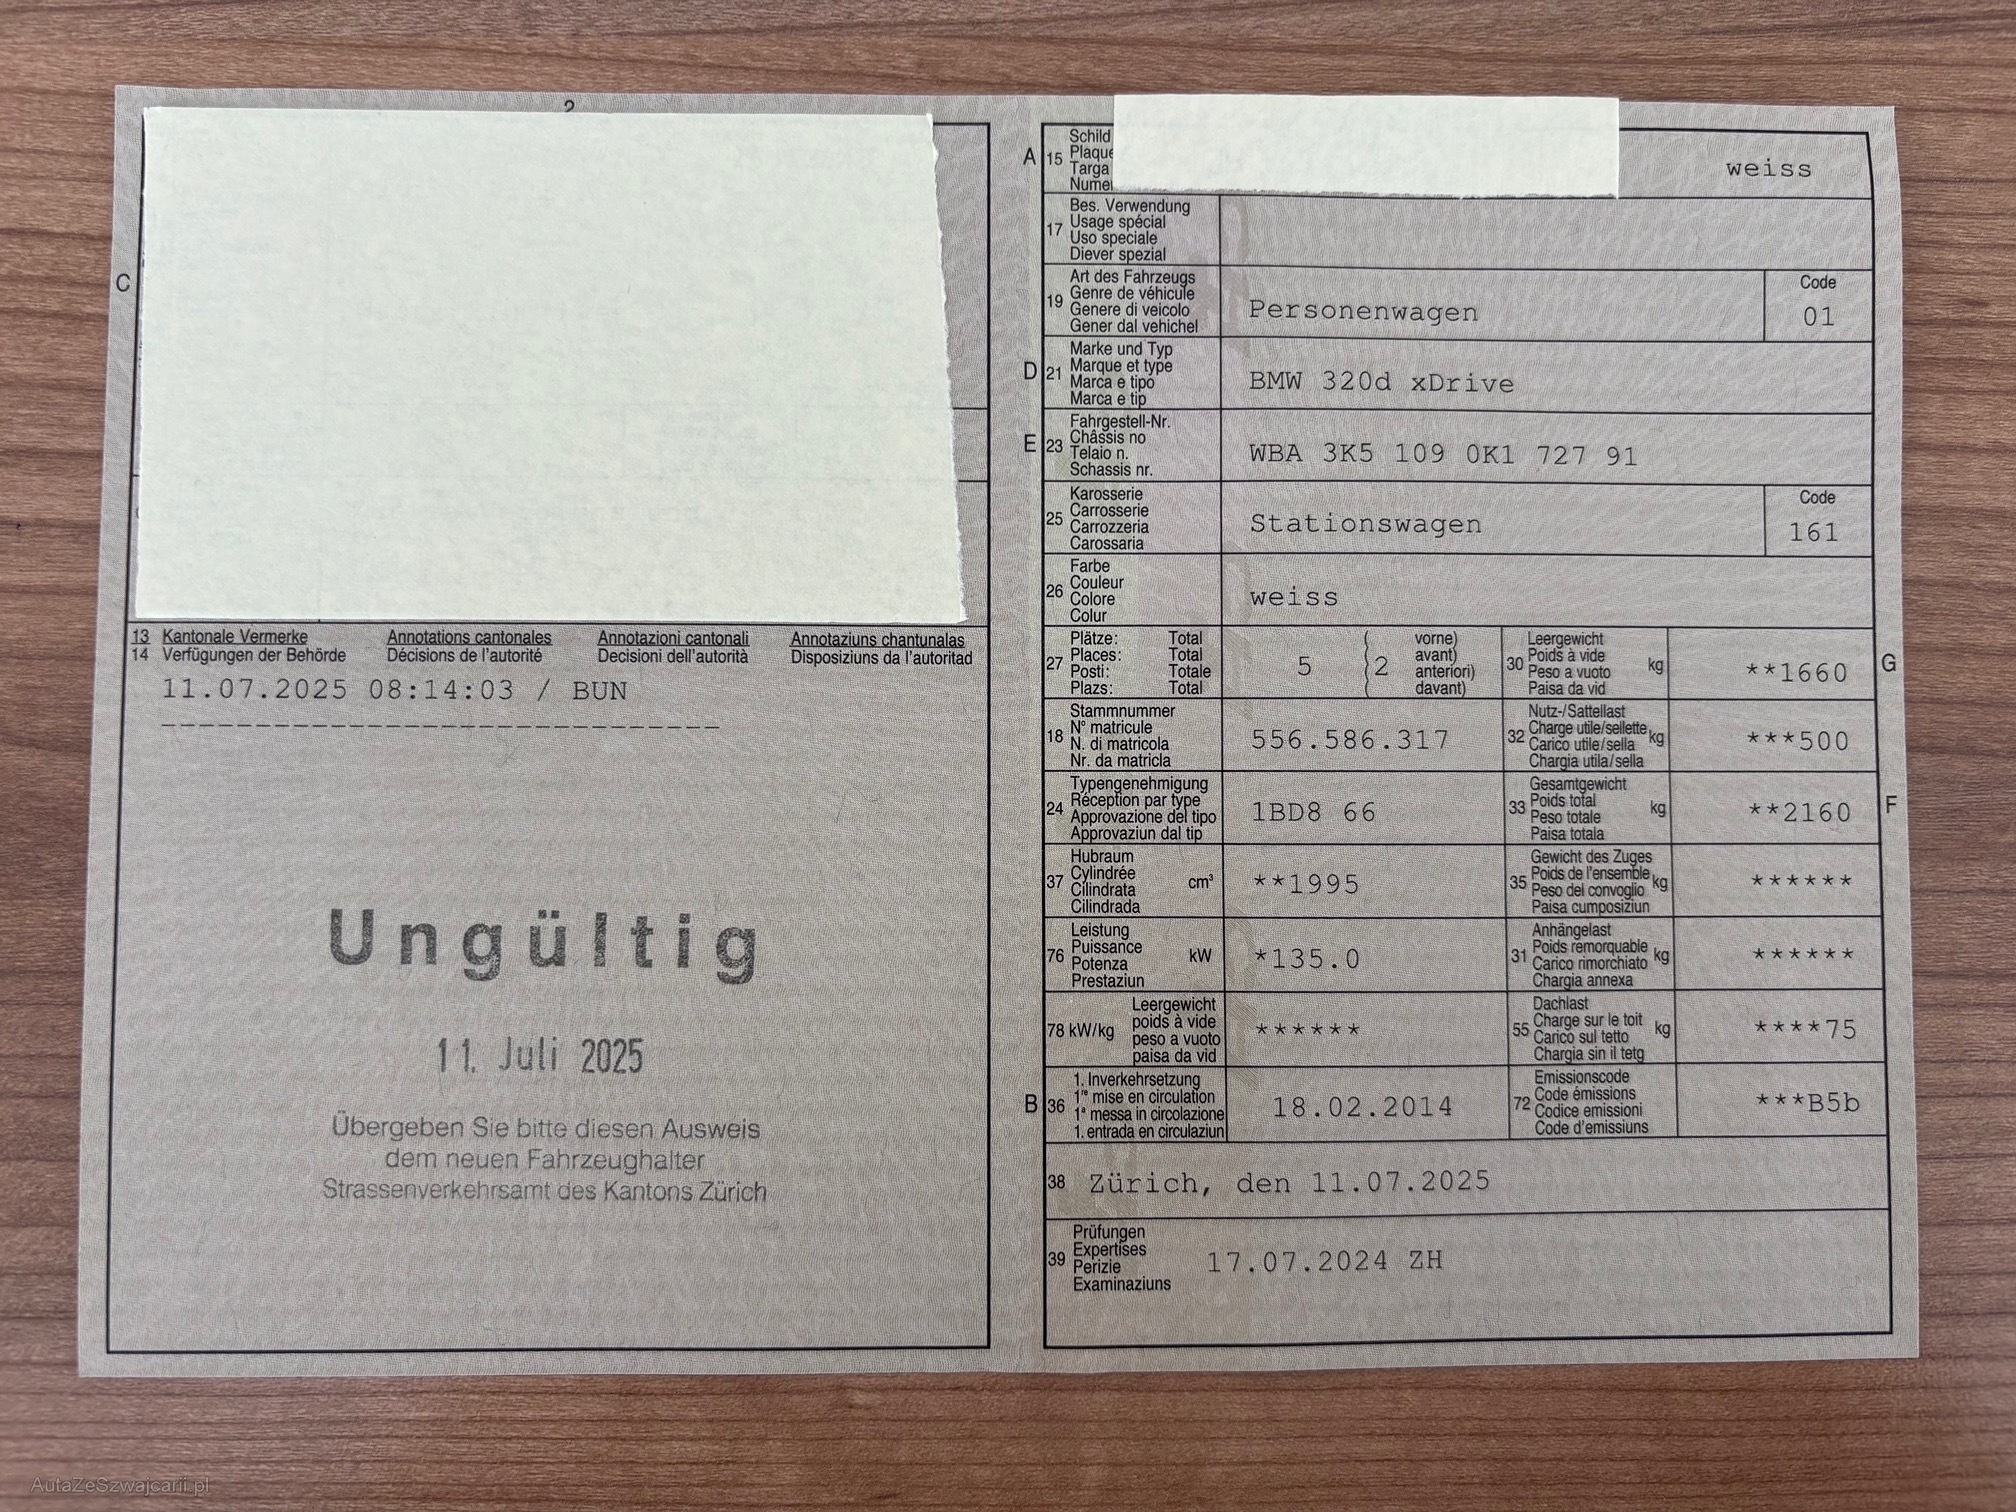 2
C
13 Kantonale Vermerke Annotations cantonales Annotazioni cantonali Annotaziuns chantunalas
14 Verfügungen der Behörde Décisions de l'autorité Decisioni dell'autorità Disposiziuns da l'autoritad
11.07.2025 08:14:03 / BUN
-------------------------------
Ungültig
11. Juli 2025
Übergeben Sie bitte diesen Ausweis
dem neuen Fahrzeughalter
Strassenverkehrsamt des Kantons Zürich
A 15 Schild
Plaque
Targa
weiss
17 Bes. Verwendung
Usage spécial
Uso speciale
Diever spezial
19 Art des Fahrzeugs
Genre de véhicule
Genere di veicolo
Gener dal vehichel
Personenwagen
Code
01
D 21 Marke und Typ
Marque et type
Marca e tipo
Marca e tip
BMW 320d xDrive
E 23 Fahrgestell-Nr.
Châssis no
Telaio n.
Schassis nr.
WBA 3K5 109 0K1 727 91
25 Karosserie
Carrosserie
Carrozzeria
Carossaria
Stationswagen
Code
161
26 Farbe
Couleur
Colore
Colur
weiss
27 Plätze: Total
Places: Total
Posti: Totale
Plazs: Total
5 ( 2 vorne)
avant)
anteriori)
davant)
30 Leergewicht
Poids à vide
Peso a vuoto
Paisa da vid
kg
**1660
G
18 Stammnummer
N° matricule
N. di matricola
Nr. da matricla
556.586.317
32 Nutz-/Sattellast
Charge utile/sellette
Carico utile/sella
Chargia utila/sella
kg
***500
24 Typengenehmigung
Réception par type
Approvazione del tipo
Approvaziun dal tip
1BD8 66
33 Gesamtgewicht
Poids total
Peso totale
Paisa totala
kg
**2160
F
37 Hubraum
Cylindrée
Cilindrata
Cilindrada
cm³
**1995
35 Gewicht des Zuges
Poids de l'ensemble
Peso del convoglio
Paisa cumposiziun
kg
******
76 Leistung
Puissance
Potenza
Prestaziun
kW
*135.0
31 Anhängelast
Poids remorquable
Carico rimorchiato
Chargia annexa
kg
******
78 kW/kg Leergewicht
poids à vide
peso a vuoto
paisa da vid
******
55 Dachlast
Charge sur le toit
Carico sul tetto
Chargia sin il tetg
kg
****75
B 36 1. Inverkehrsetzung
1re mise en circulation
1a messa in circolazione
1. entrada en circulaziun
18.02.2014
72 Emissionscode
Code émissions
Codice emissioni
Code d'emissiuns
***B5b
38 Zürich, den 11.07.2025
39 Prüfungen
Expertises
Perizie
Examinaziuns
17.07.2024 ZH
AutaZeSzwajcarii.pl